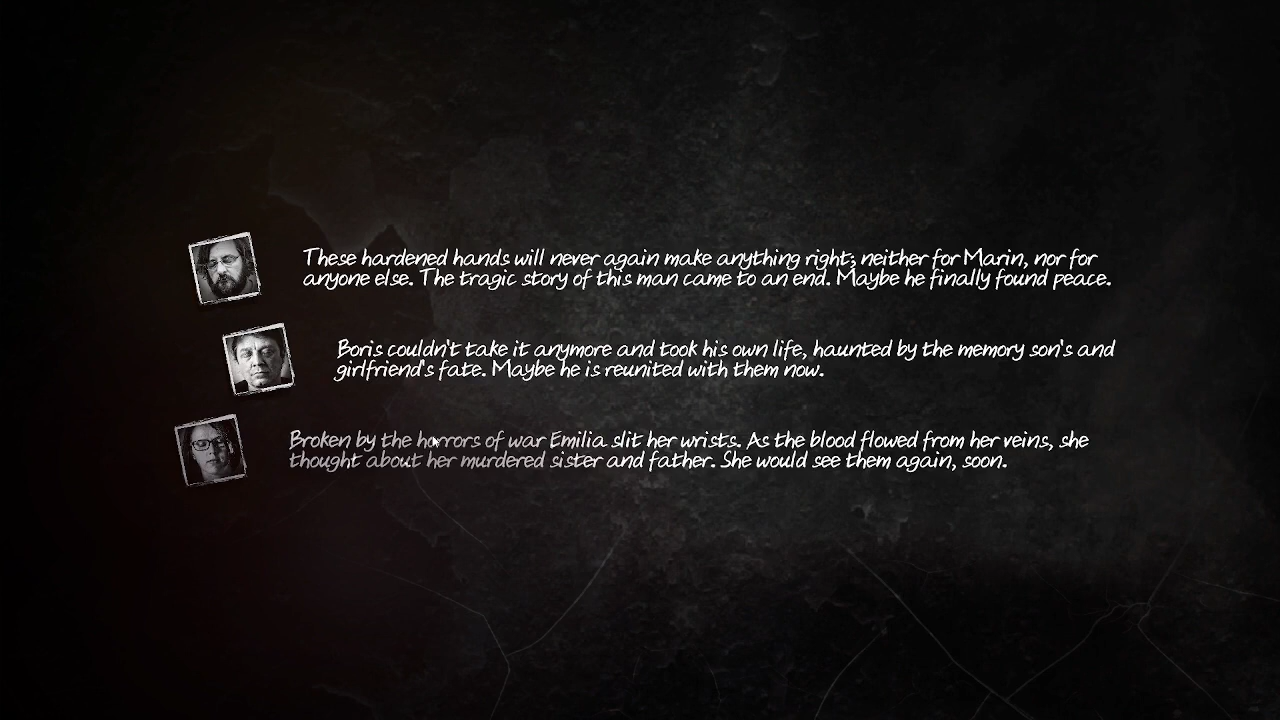 These hardened hands will never again make anything right; neither for Marin, nor for
anyone else. The tragic story of this man came to an end. Maybe he finally found peace.
Boris couldn't take it anymore and took his own life, haunted by the memory son's and
girlfriend's fate. Maybe he is reunited with them now.
Broken by the horrors of war Emilia slit her wrists. As the blood flowed from her veins, she
thought about her murdered sister and father. She would see them again, soon.